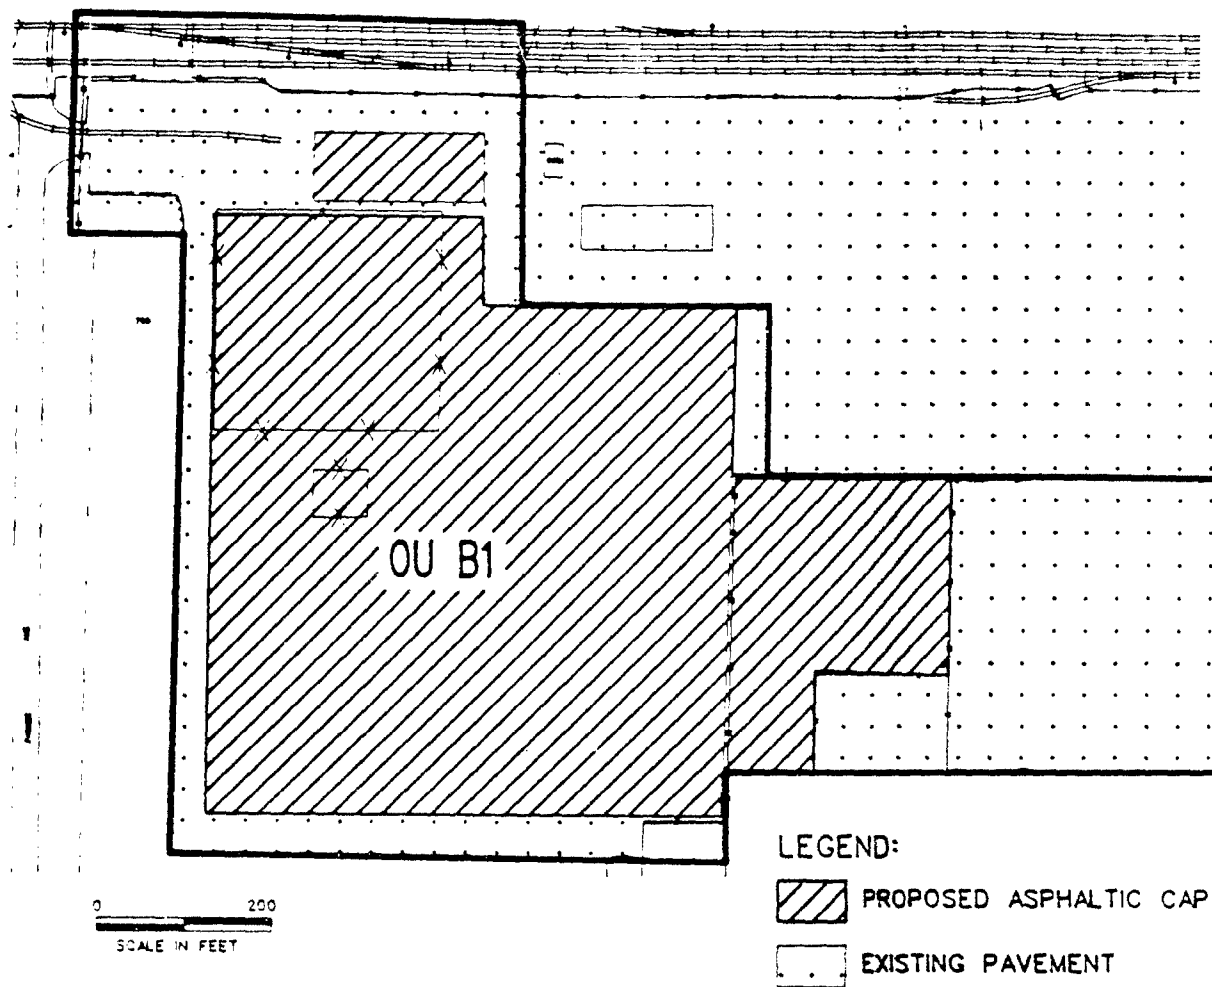 OU B1
0 200
SCALE IN FEET
LEGEND:
PROPOSED ASPHALTIC CAP
EXISTING PAVEMENT